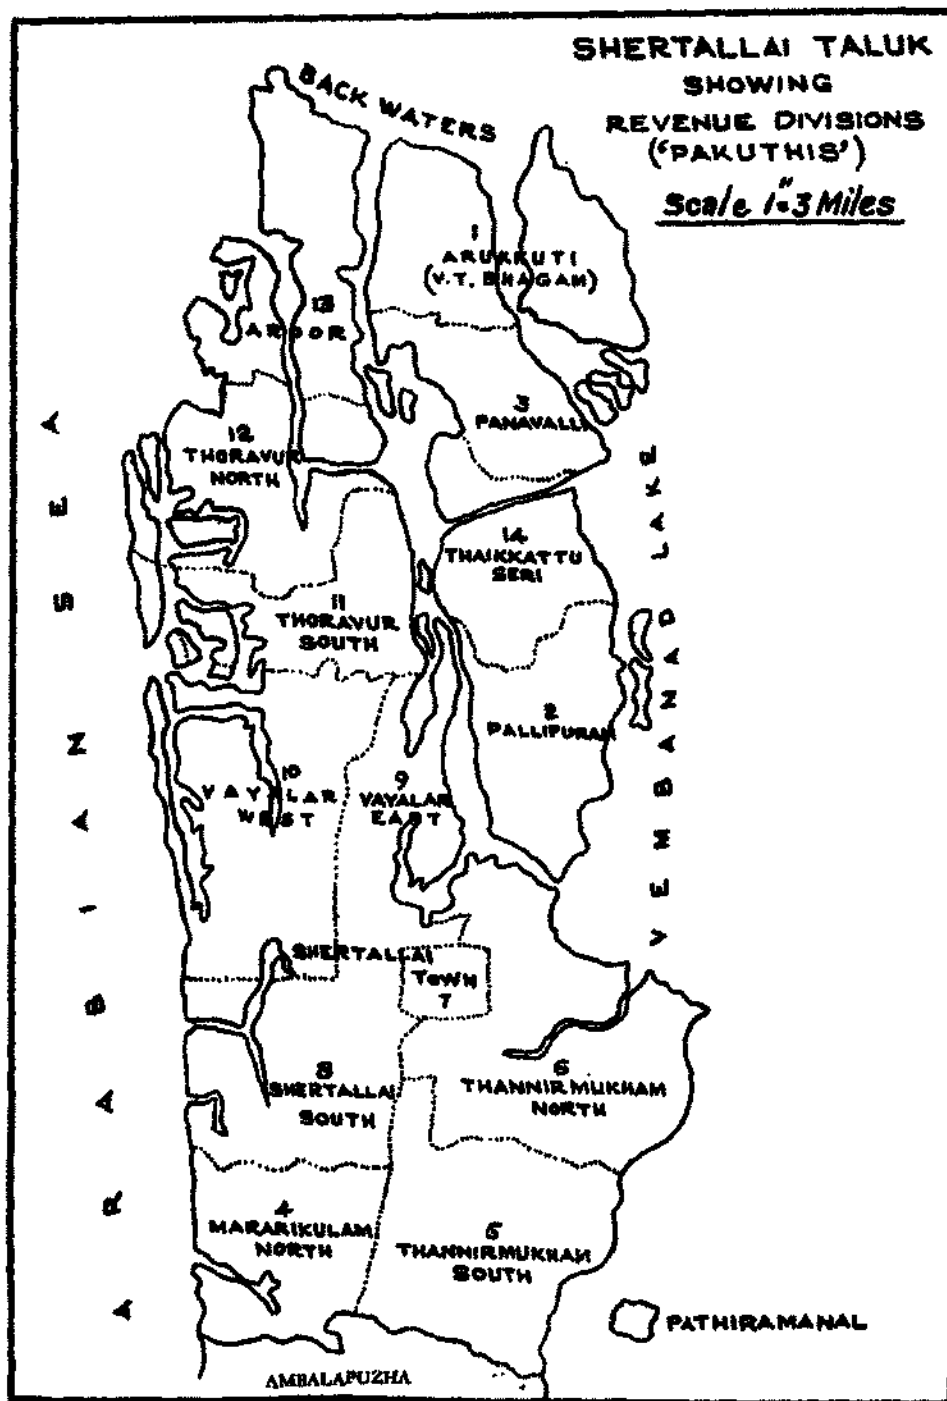 SHERTALLAI TALUK
SHOWING
REVENUE DIVISIONS
('PAKUTHIS')
Scale 1"=3 Miles
BACK WATERS
1
ARUKKUTI
(V.T. BHAGAM)
13
AROOR
3
PANAVALLI
12
THORAVUR
NORTH
14
THAIKKATTU
SERI
11
THORAVUR
SOUTH
2
PALLIPURAM
10
VAYALAR
WEST
9
VAYALAR
EAST
SHERTALLAI
TOWN
7
8
SHERTALLAI
SOUTH
6
THANNIRMUKHAM
NORTH
4
MARARIKULAM
NORTH
5
THANNIRMUKHAM
SOUTH
PATHIRAMANAL
AMBALAPUZHA
ARABIAN SEA
VEMBANAD LAKE